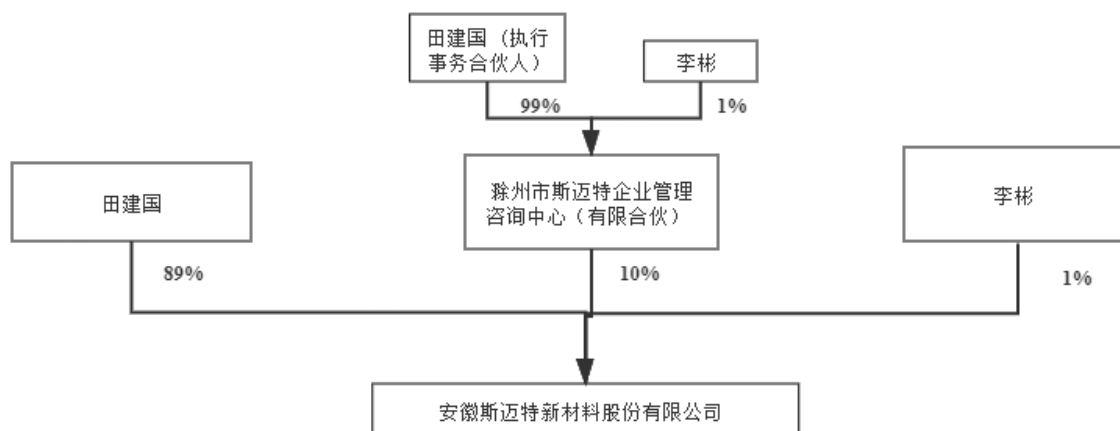 田建国（执行
事务合伙人）
李彬
99%
1%
田建国
滁州市斯迈特企业管理
咨询中心（有限合伙）
李彬
89%
10%
1%
安徽斯迈特新材料股份有限公司